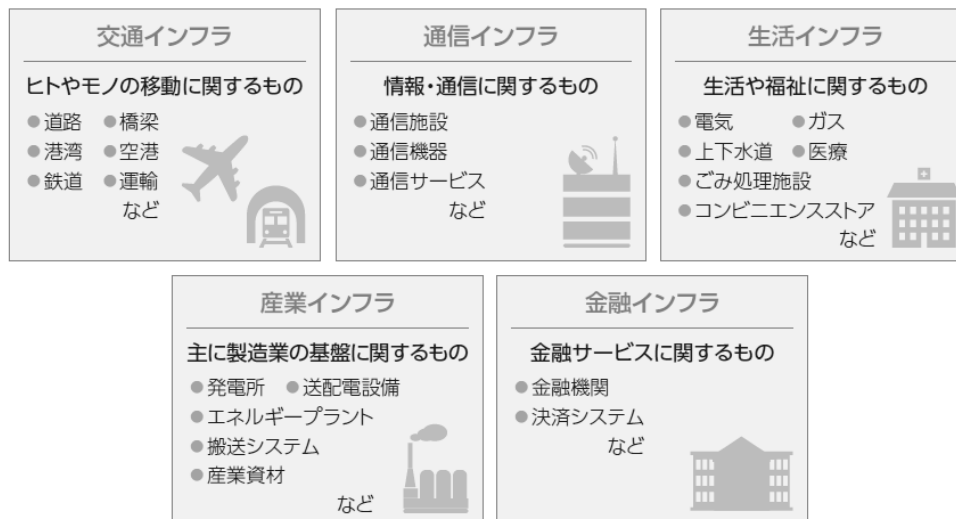 交通インフラ
ヒトやモノの移動に関するもの
●道路 ●橋梁
●港湾 ●空港
●鉄道 ●運輸
など
通信インフラ
情報・通信に関するもの
●通信施設
●通信機器
●通信サービス
など
生活インフラ
生活や福祉に関するもの
●電気 ●ガス
●上下水道 ●医療
●ごみ処理施設
●コンビニエンスストア
など
産業インフラ
主に製造業の基盤に関するもの
●発電所 ●送配電設備
●エネルギープラント
●搬送システム
●産業資材
など
金融インフラ
金融サービスに関するもの
●金融機関
●決済システム
など